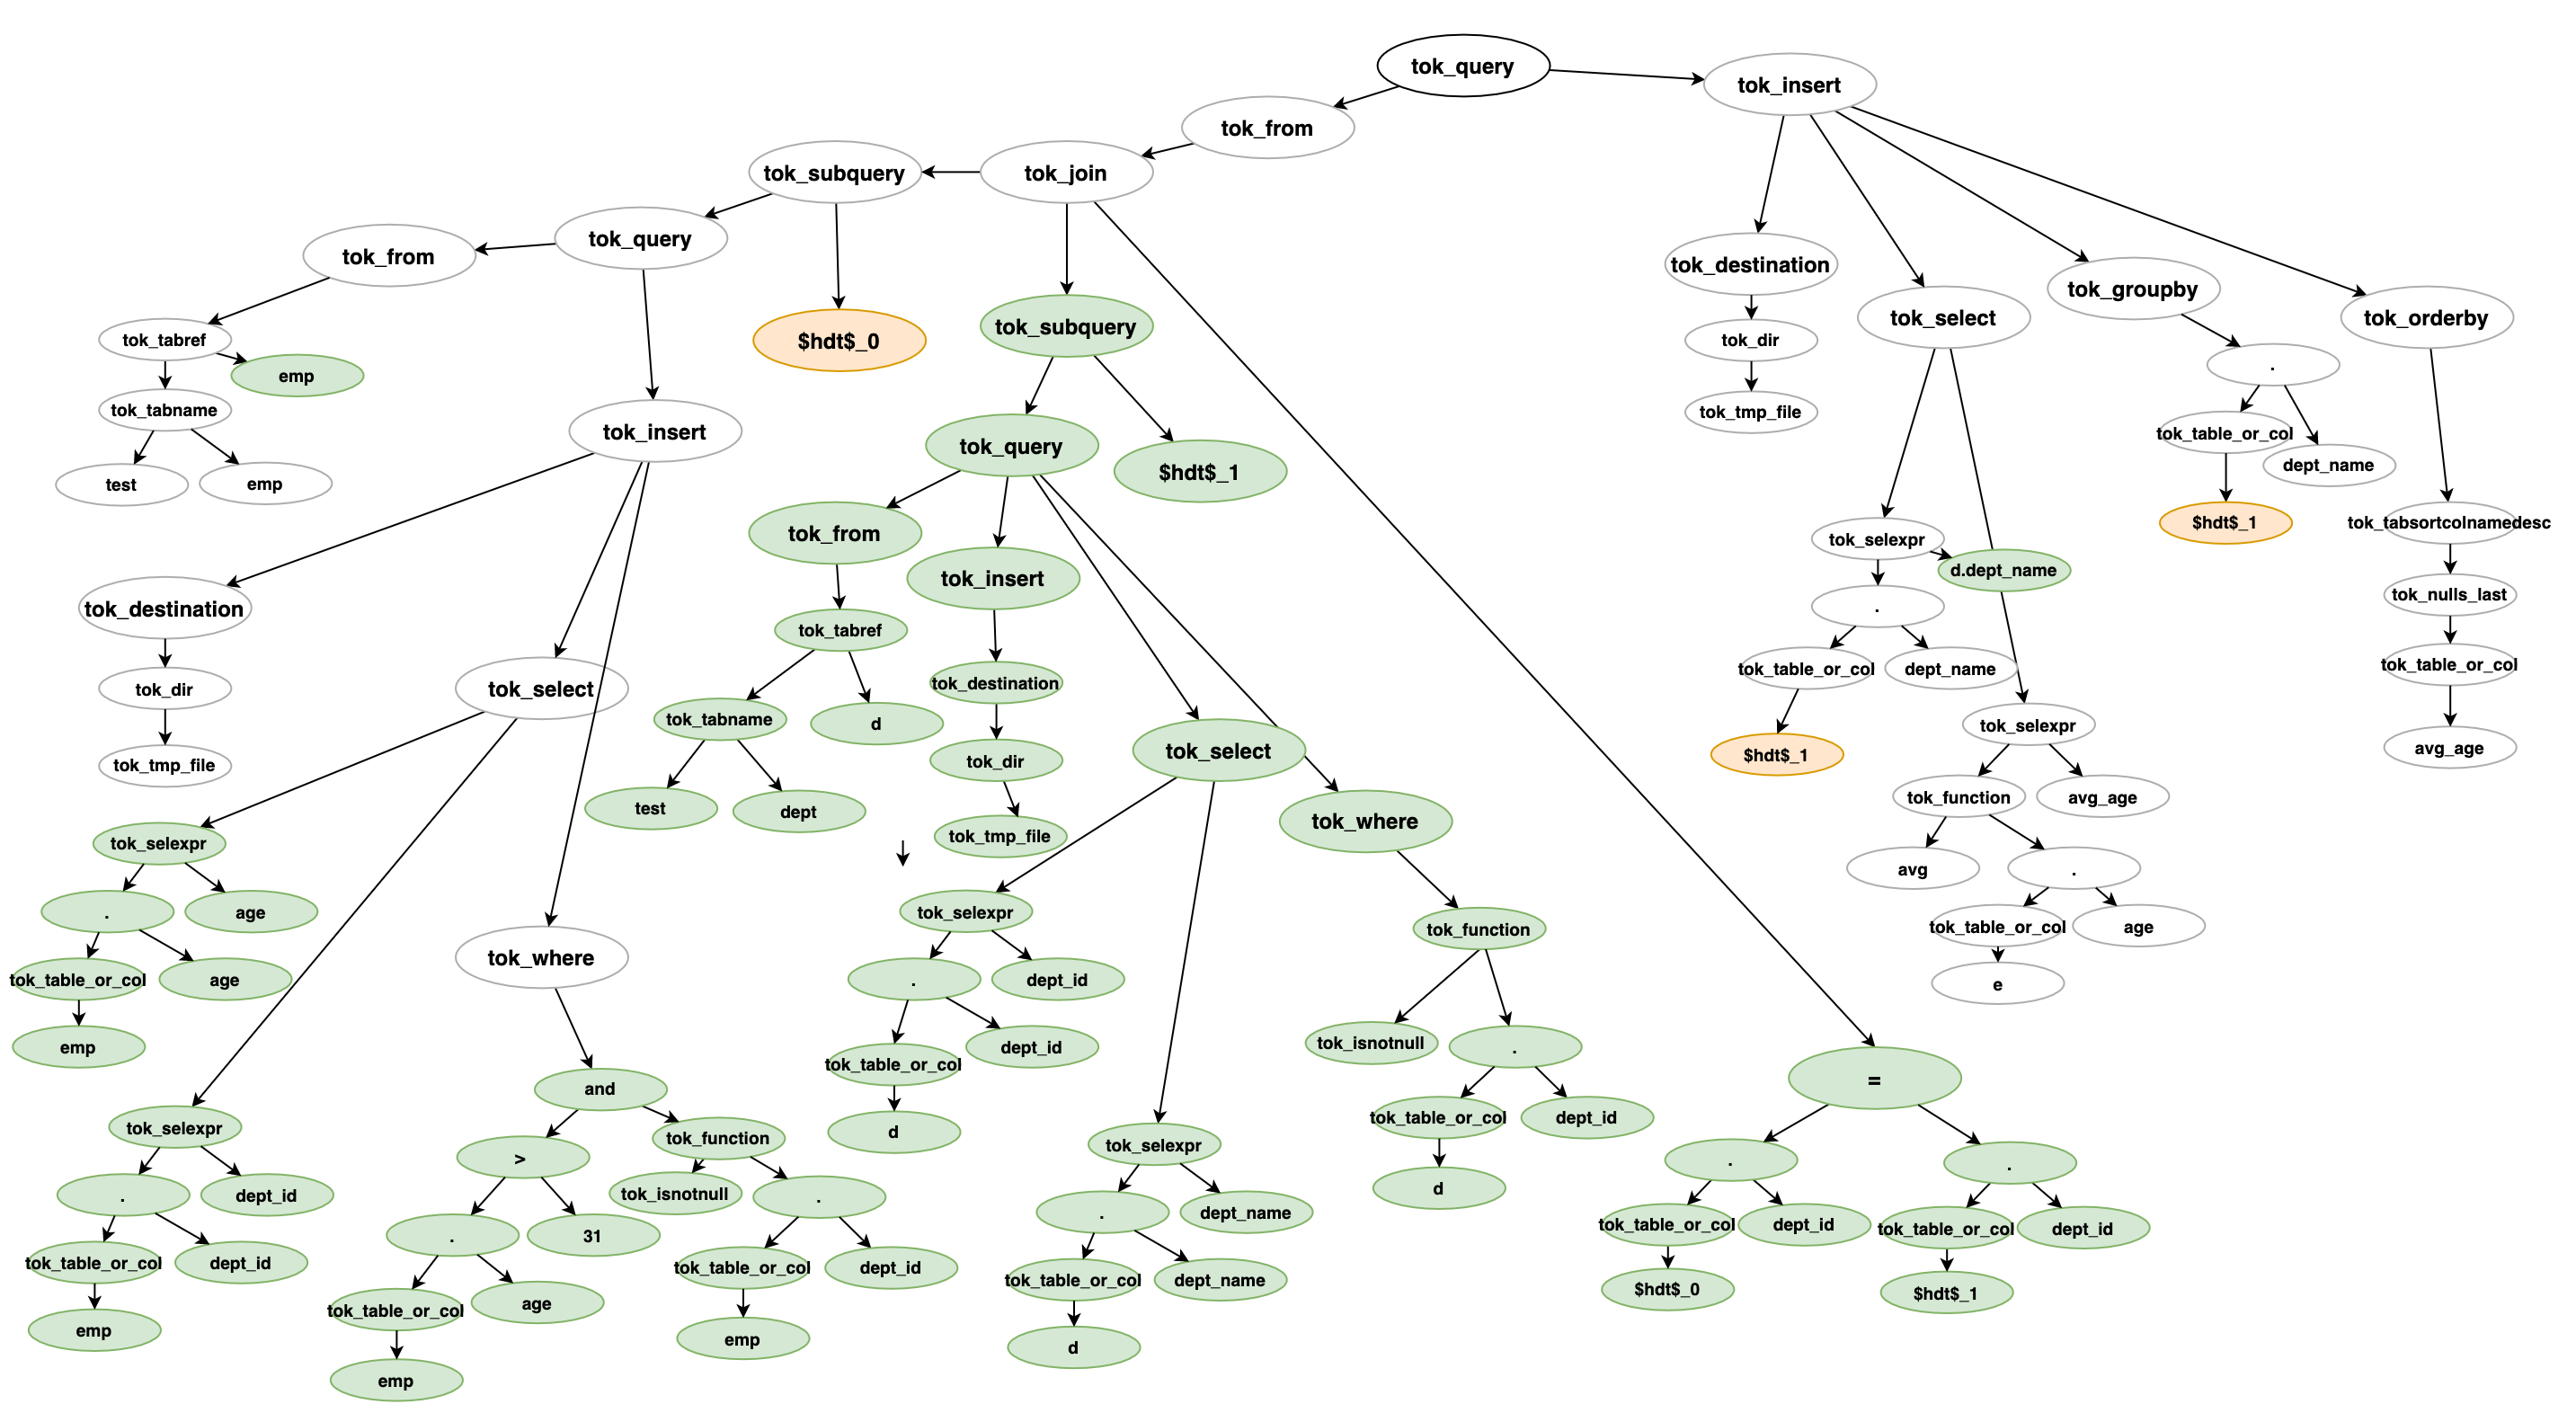 tok_query
tok_insert
tok_from
tok_subquery
tok_join
tok_query
tok_from
tok_destination
tok_groupby
tok_select
tok_orderby
tok_subquery
$hdt$_0
tok_tabref
emp
tok_dir
.
tok_tabname
tok_tmp_file
tok_insert
tok_query
tok_table_or_col
dept_name
$hdt$_1
test
emp
$hdt$_1
tok_tabsortcolnamedesc
tok_from
tok_insert
tok_selexpr
d.dept_name
tok_nulls_last
tok_destination
.
tok_tabref
tok_destination
tok_table_or_col
dept_name
tok_table_or_col
tok_dir
tok_select
tok_tabname
d
tok_selexpr
avg_age
tok_select
$hdt$_1
tok_tmp_file
tok_dir
tok_function
avg_age
test
dept
tok_where
tok_tmp_file
tok_selexpr
avg
.
.
age
tok_selexpr
tok_function
tok_table_or_col
age
tok_where
tok_table_or_col
age
.
dept_id
e
emp
dept_id
tok_isnotnull
.
tok_table_or_col
=
and
d
tok_table_or_col
dept_id
tok_selexpr
tok_function
tok_selexpr
>
.
.
.
dept_id
tok_isnotnull
.
d
.
dept_name
tok_table_or_col
dept_id
tok_table_or_col
dept_id
.
31
tok_table_or_col
dept_id
tok_table_or_col
dept_id
tok_table_or_col
dept_name
$hdt$_0
$hdt$_1
tok_table_or_col
age
emp
emp
d
emp